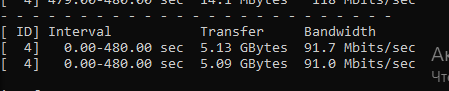 [  4] 479.00-480.00 sec  14.1 MBytes   118 Mbits/sec
- - - - - - - - - - - - - - - - - - - - - - - - -
[ ID] Interval           Transfer     Bandwidth
[  4]   0.00-480.00 sec  5.13 GBytes  91.7 Mbits/sec
[  4]   0.00-480.00 sec  5.09 GBytes  91.0 Mbits/sec